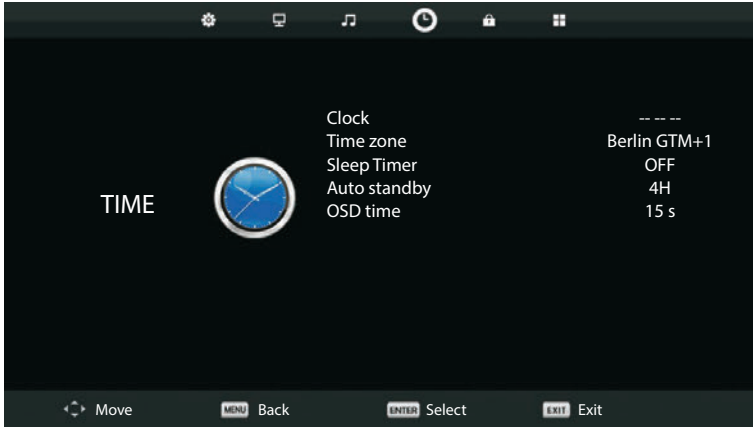 Clock -- -- --
Time zone Berlin GTM+1
Sleep Timer OFF
Auto standby 4H
TIME
OSD time 15 s
Move MENU Back ENTER Select EXIT Exit